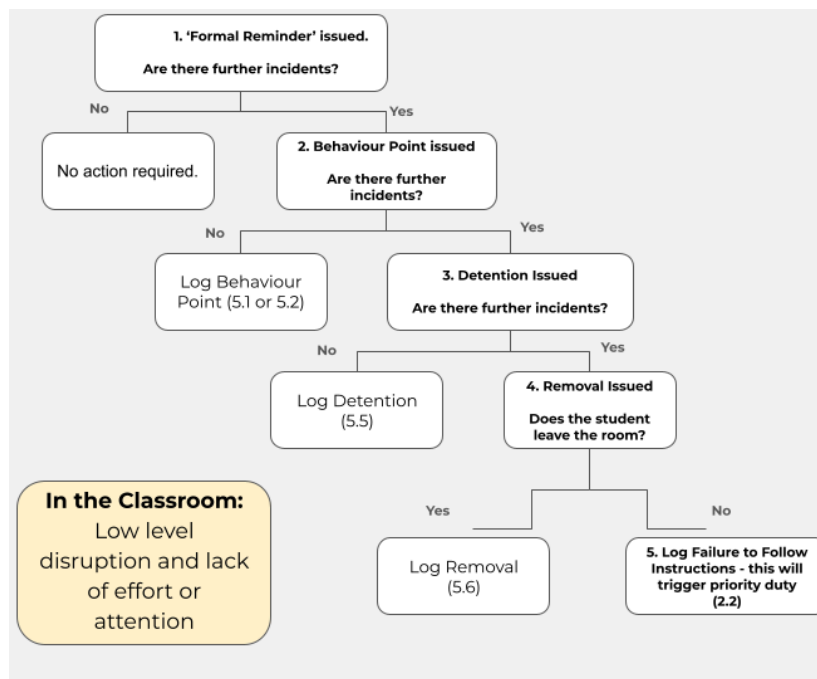 1. ‘Formal Reminder’ issued.
Are there further incidents?
No
Yes
No action required.
2. Behaviour Point issued
Are there further
incidents?
No
Yes
Log Behaviour
Point (5.1 or 5.2)
3. Detention Issued
Are there further incidents?
No
Yes
Log Detention
(5.5)
4. Removal Issued
Does the student
leave the room?
Yes
No
Log Removal
(5.6)
5. Log Failure to Follow
Instructions - this will
trigger priority duty
(2.2)
In the Classroom:
Low level
disruption and lack
of effort or
attention